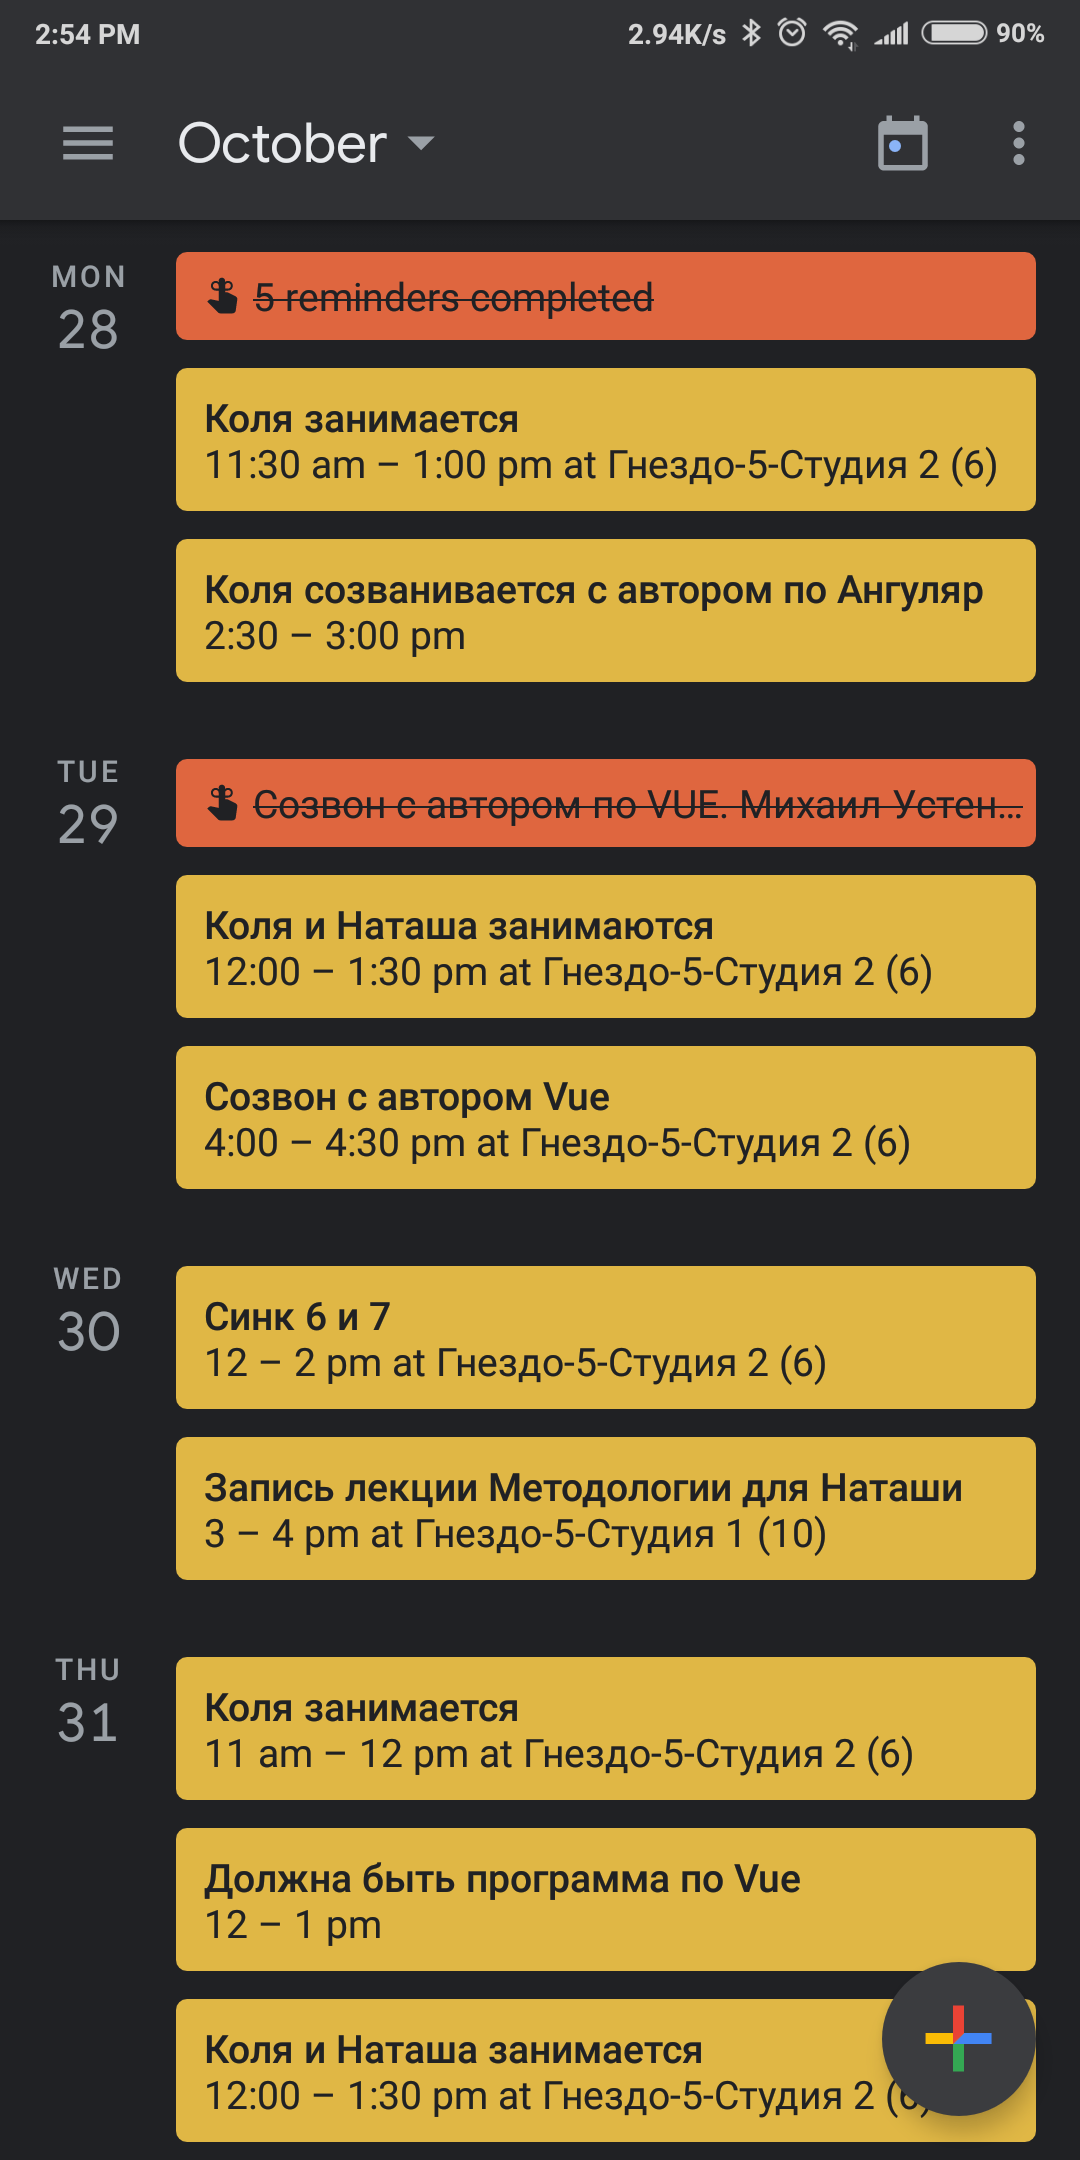 2:54 PM
2.94K/s
90%
October
MON
28
5 reminders completed
Коля занимается
11:30 am – 1:00 pm at Гнездо-5-Студия 2 (6)
Коля созванивается с автором по Ангуляр
2:30 – 3:00 pm
TUE
29
Созвон с автором по VUE. Михаил Устен...
Коля и Наташа занимаются
12:00 – 1:30 pm at Гнездо-5-Студия 2 (6)
Созвон с автором Vue
4:00 – 4:30 pm at Гнездо-5-Студия 2 (6)
WED
30
Синк 6 и 7
12 – 2 pm at Гнездо-5-Студия 2 (6)
Запись лекции Методологии для Наташи
3 – 4 pm at Гнездо-5-Студия 1 (10)
THU
31
Коля занимается
11 am – 12 pm at Гнездо-5-Студия 2 (6)
Должна быть программа по Vue
12 – 1 pm
Коля и Наташа занимается
12:00 – 1:30 pm at Гнездо-5-Студия 2 (6)